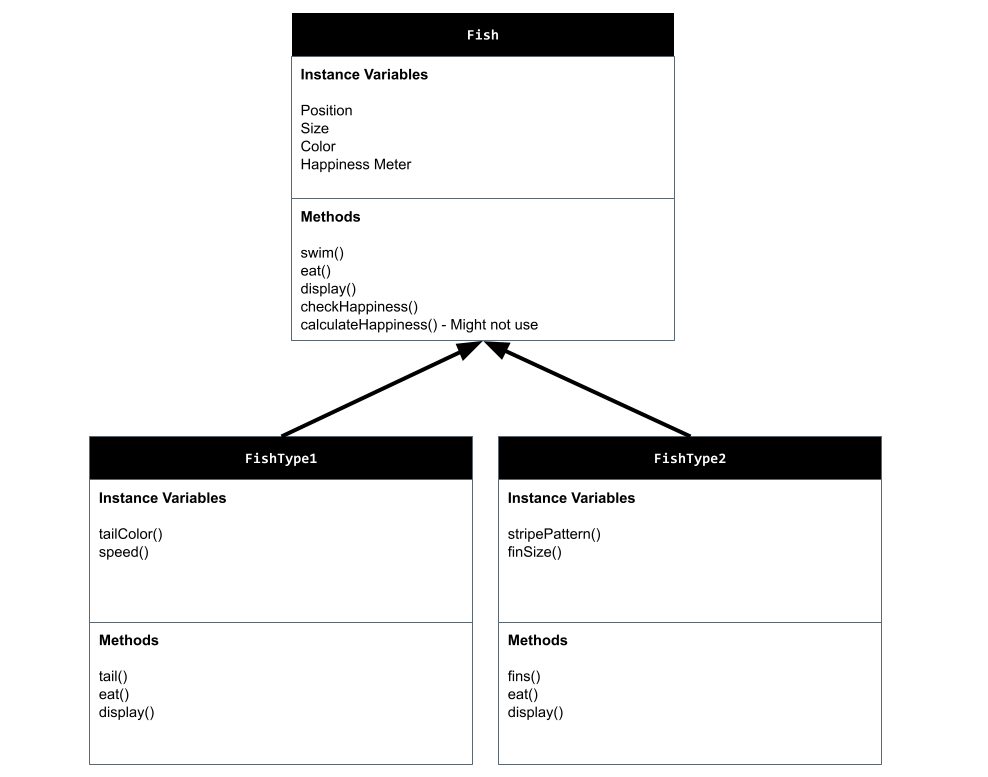 Fish
Instance Variables
Position
Size
Color
Happiness Meter
Methods
swim()
eat()
display()
checkHappiness()
calculateHappiness() - Might not use
FishType1
Instance Variables
tailColor()
speed()
Methods
tail()
eat()
display()
FishType2
Instance Variables
stripePattern()
finSize()
Methods
fins()
eat()
display()